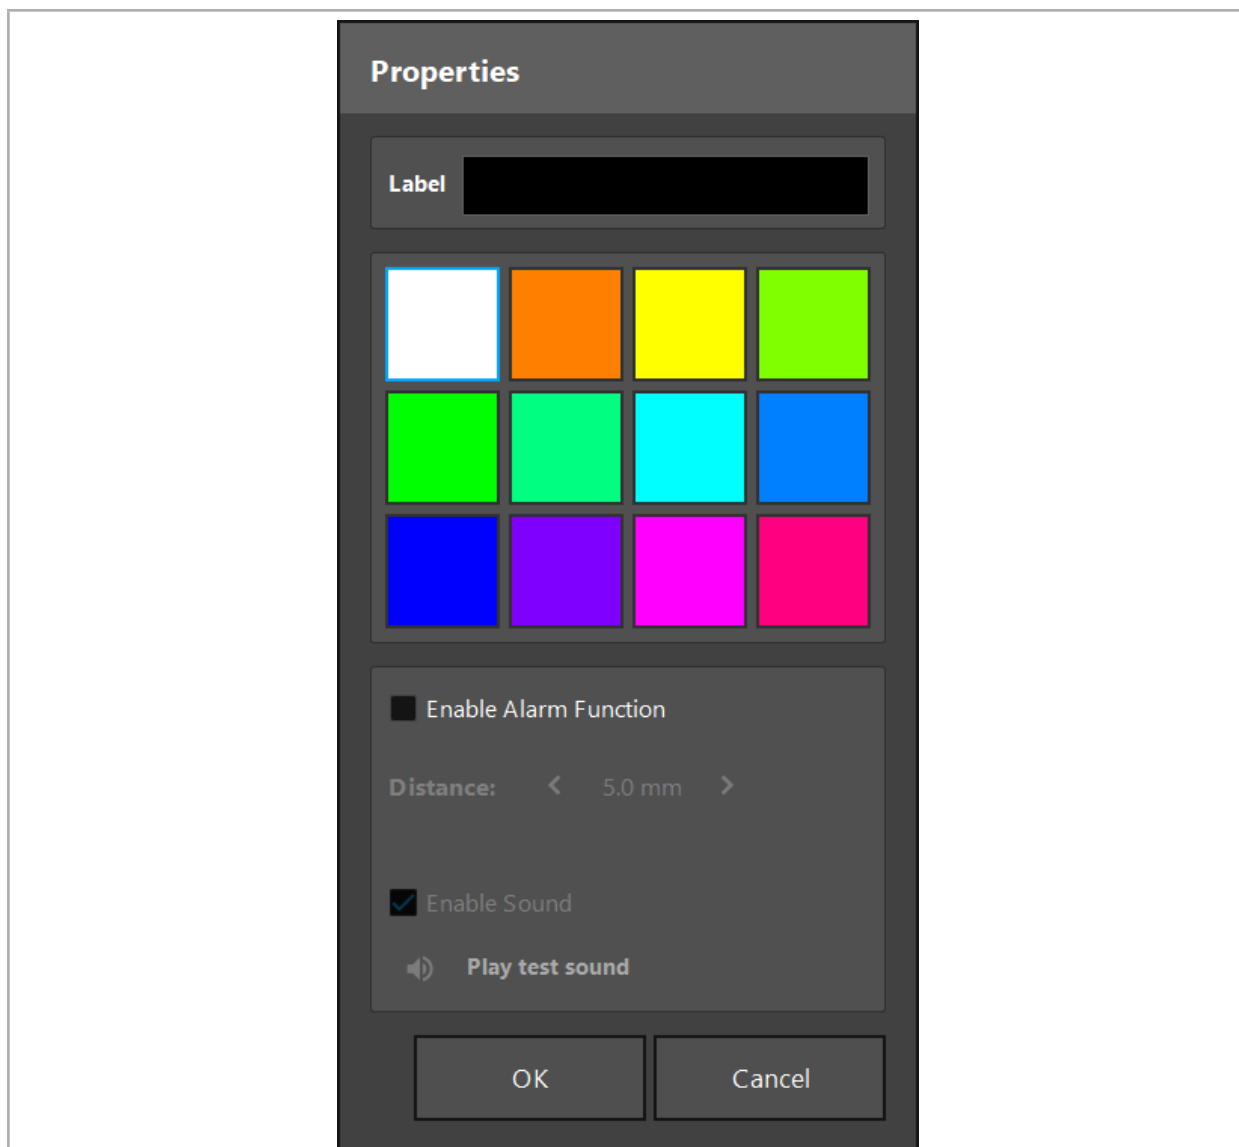 Properties
Label
Enable Alarm Function
Distance: 5.0 mm
Enable Sound
Play test sound
OK Cancel